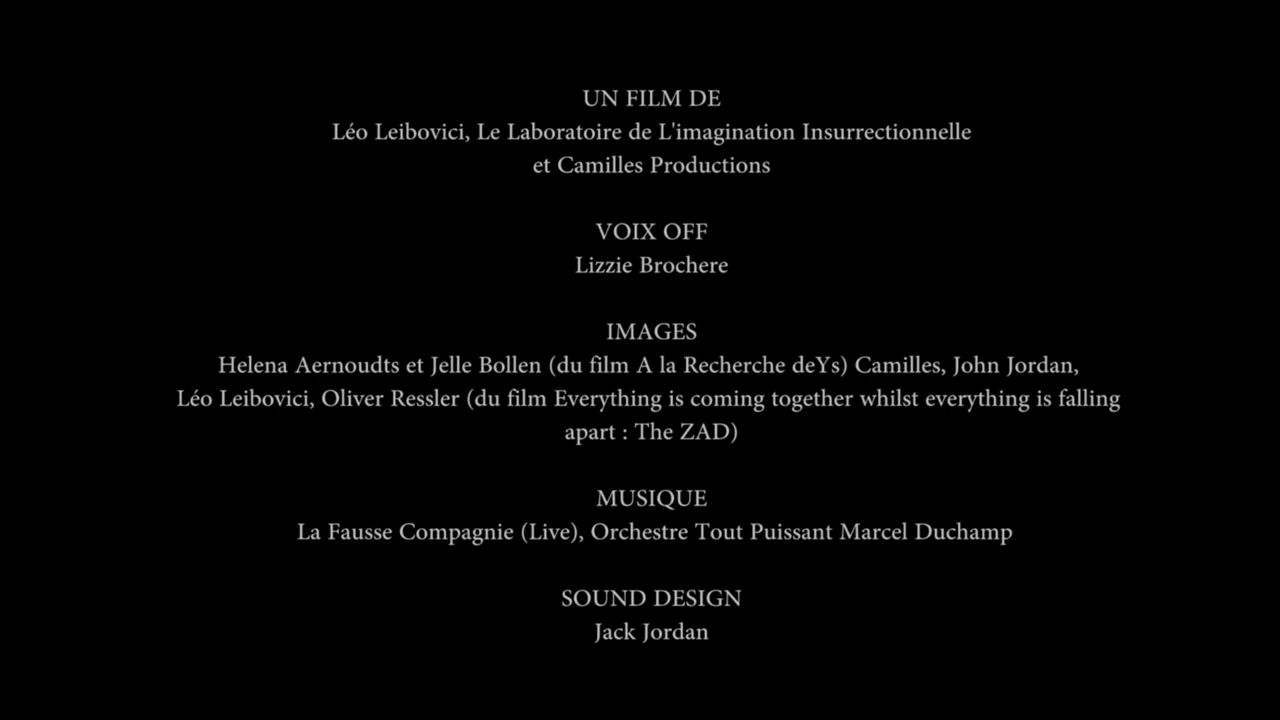 UN FILM DE
Léo Leibovici, Le Laboratoire de L'imagination Insurrectionnelle
et Camilles Productions
VOIX OFF
Lizzie Brochere
IMAGES
Helena Aernoudts et Jelle Bollen (du film A la Recherche deYs) Camilles, John Jordan,
Léo Leibovici, Oliver Ressler (du film Everything is coming together whilst everything is falling
apart : The ZAD)
MUSIQUE
La Fausse Compagnie (Live), Orchestre Tout Puissant Marcel Duchamp
SOUND DESIGN
Jack Jordan